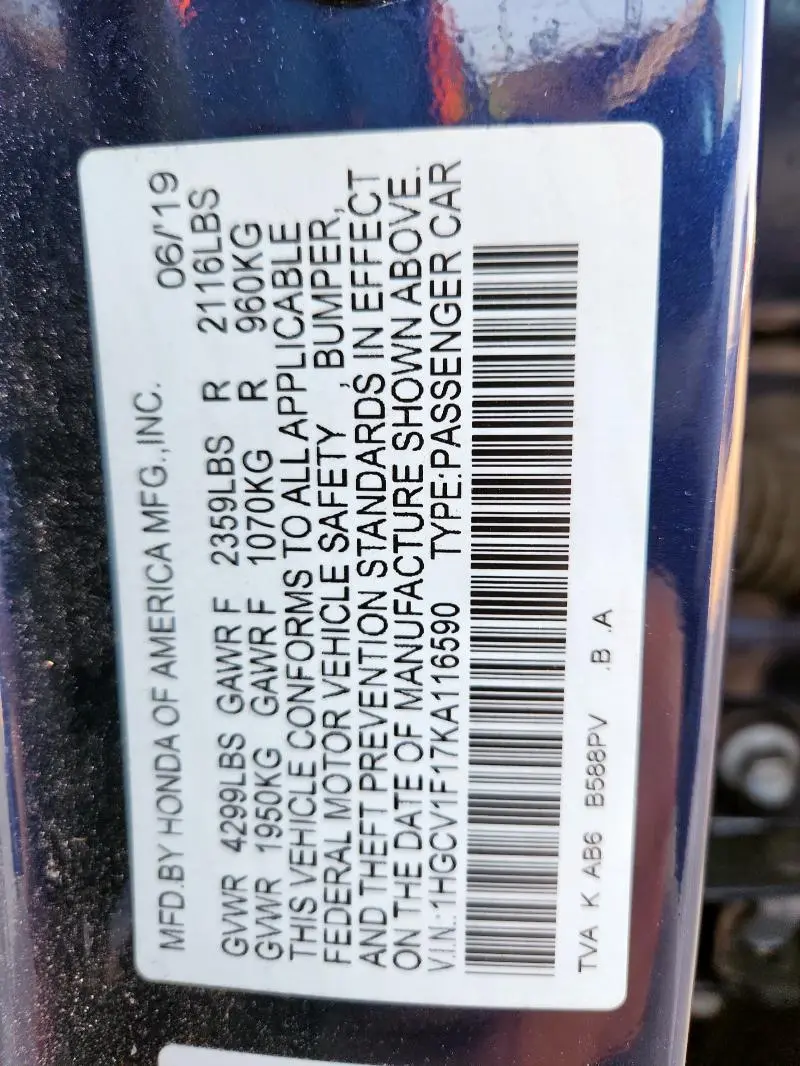 MFD.BY HONDA OF AMERICA MFG.,INC. 06/'19
GVWR 4299LBS GAWR F 2359LBS R 2116LBS
GVWR 1950KG GAWR F 1070KG R 960KG
THIS VEHICLE CONFORMS TO ALL APPLICABLE
FEDERAL MOTOR VEHICLE SAFETY , BUMPER,
AND THEFT PREVENTION STANDARDS IN EFFECT
ON THE DATE OF MANUFACTURE SHOWN ABOVE.
V.I.N.:1HGCV1F17KA116590 TYPE:PASSENGER CAR
TVA K AB6 B588PV .B .A